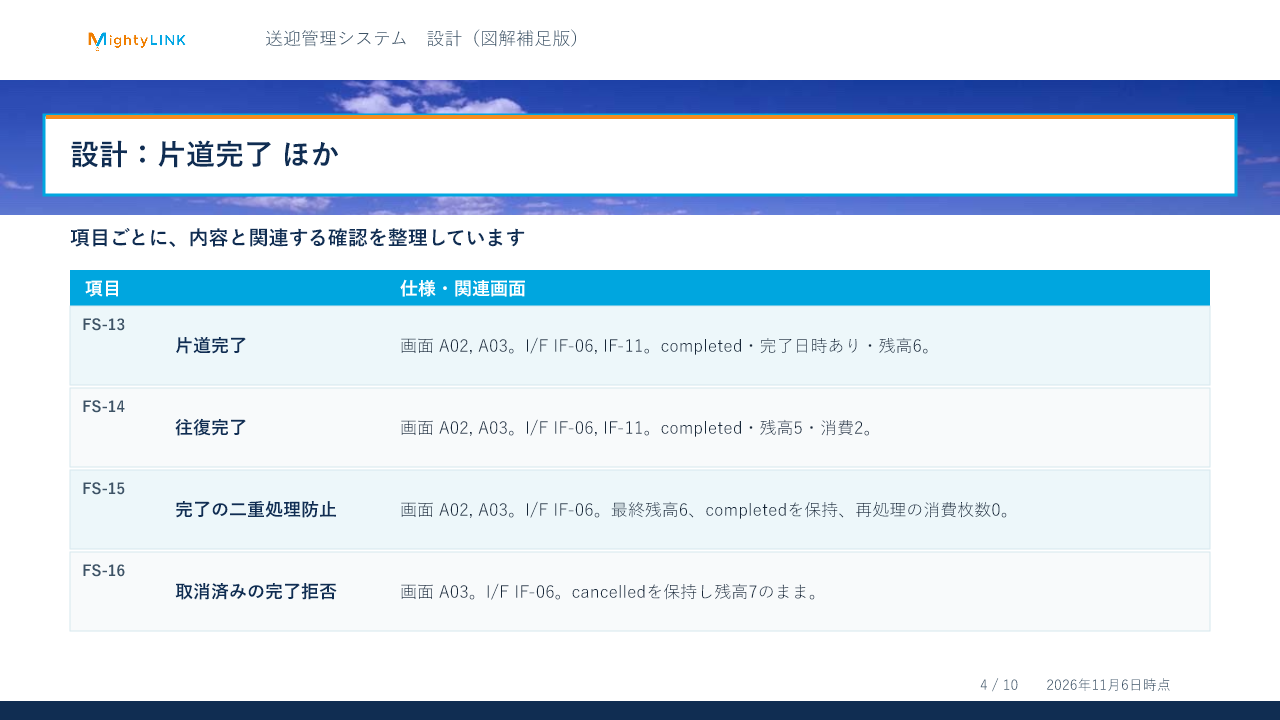 MightyLINK
送迎管理システム 設計（図解補足版）
設計：片道完了 ほか
項目ごとに、内容と関連する確認を整理しています
項目 仕様・関連画面
FS-13
片道完了 画面 A02, A03。I/F IF-06, IF-11。completed・完了日時あり・残高6。
FS-14
往復完了 画面 A02, A03。I/F IF-06, IF-11。completed・残高5・消費2。
FS-15
完了の二重処理防止 画面 A02, A03。I/F IF-06。最終残高6、completedを保持、再処理の消費枚数0。
FS-16
取消済みの完了拒否 画面 A03。I/F IF-06。cancelledを保持し残高7のまま。
4 / 10 2026年11月6日時点